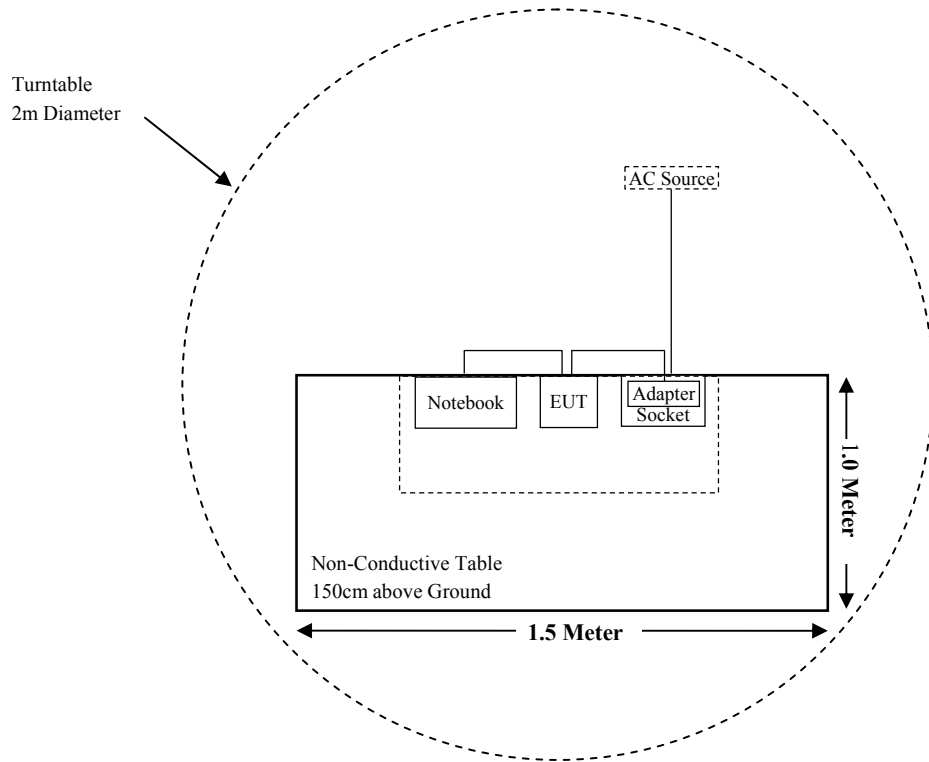 Turntable
2m Diameter
AC Source
Notebook
EUT
Adapter
Socket
1.0 Meter
Non-Conductive Table
150cm above Ground
1.5 Meter